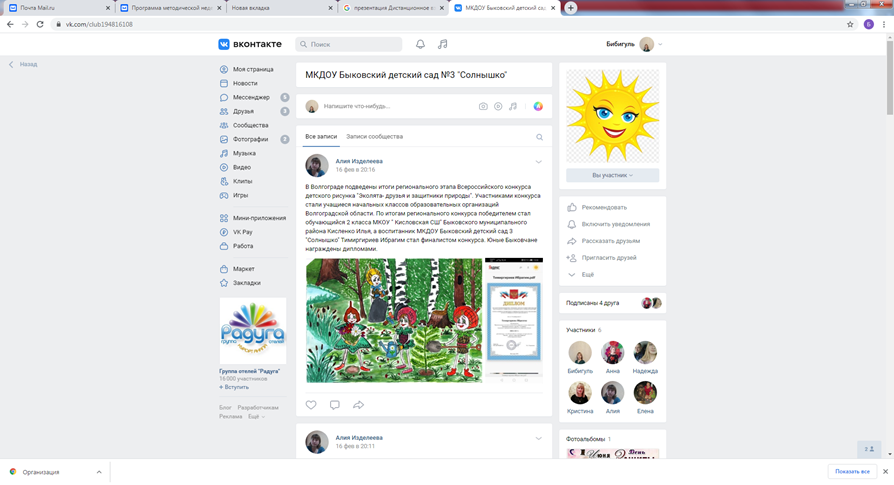 Почта Mail.ru
Программа методической нед
Новая вкладка
презентация Дистанционное о
МКДОУ Быковский детский сад
vk.com/club194816108
ВКОНТАКТЕ
Поиск
Бибигуль
Назад
Моя страница
Новости
Мессенджер
Друзья
Сообщества
Фотографии
Музыка
Видео
Клипы
Игры
Мини-приложения
VK Pay
Работа
Маркет
Закладки
Радуга
Группа отелей "Радуга"
16 000 участников
+ Вступить
Блог Разработчикам
Реклама Ещё
МКДОУ Быковский детский сад №3 "Солнышко"
Напишите что-нибудь...
Все записи Записи сообщества
Алия Изделеева
16 фев в 20:16
В Волгограде подведены итоги регионального этапа Всероссийского конкурса
детского рисунка "Эколята- друзья и защитники природы". Участниками конкурса
стали учащиеся начальных классов образовательных организаций
Волгоградской области. По итогам регионального конкурса победителем стал
обучающийся 2 класса МКОУ " Кисловская СШ" Быковского муниципального
района Кисленко Илья, а воспитанник МКДОУ Быковский детский сад 3
"Солнышко" Тимиргириев Ибрагим стал финалистом конкурса. Юные Быковчане
награждены дипломами.
ДИПЛОМ
Алия Изделеева
16 фев в 20:11
Вы участник
Рекомендовать
Включить уведомления
Рассказать друзьям
Пригласить друзей
Ещё
Подписаны 4 друга
Участники 6
Бибигуль Анна Надежда
Кристина Алия Елена
Фотоальбомы 1
1 Июня День
2
Организация
Показать все